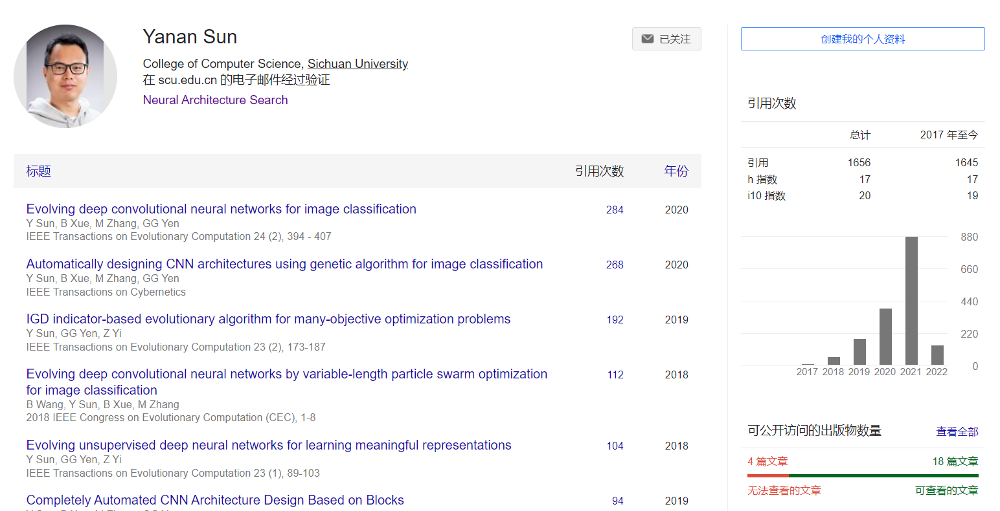 Yanan Sun
已关注
College of Computer Science, Sichuan University
在 scu.edu.cn 的电子邮件经过验证
Neural Architecture Search
标题 引用次数 年份
Evolving deep convolutional neural networks for image classification 284 2020
Y Sun, B Xue, M Zhang, GG Yen
IEEE Transactions on Evolutionary Computation 24 (2), 394 - 407
Automatically designing CNN architectures using genetic algorithm for image classification 268 2020
Y Sun, B Xue, M Zhang, GG Yen
IEEE Transactions on Cybernetics
IGD indicator-based evolutionary algorithm for many-objective optimization problems 192 2019
Y Sun, GG Yen, Z Yi
IEEE Transactions on Evolutionary Computation 23 (2), 173-187
Evolving deep convolutional neural networks by variable-length particle swarm optimization 112 2018
for image classification
B Wang, Y Sun, B Xue, M Zhang
2018 IEEE Congress on Evolutionary Computation (CEC), 1-8
Evolving unsupervised deep neural networks for learning meaningful representations 104 2018
Y Sun, GG Yen, Z Yi
IEEE Transactions on Evolutionary Computation 23 (1), 89-103
Completely Automated CNN Architecture Design Based on Blocks 94 2019
创建我的个人资料
引用次数
总计 2017 年至今
引用 1656 1645
h 指数 17 17
i10 指数 20 19
880
660
440
220
0
2017 2018 2019 2020 2021 2022
可公开访问的出版物数量 查看全部
4 篇文章 18 篇文章
无法查看的文章 可查看的文章